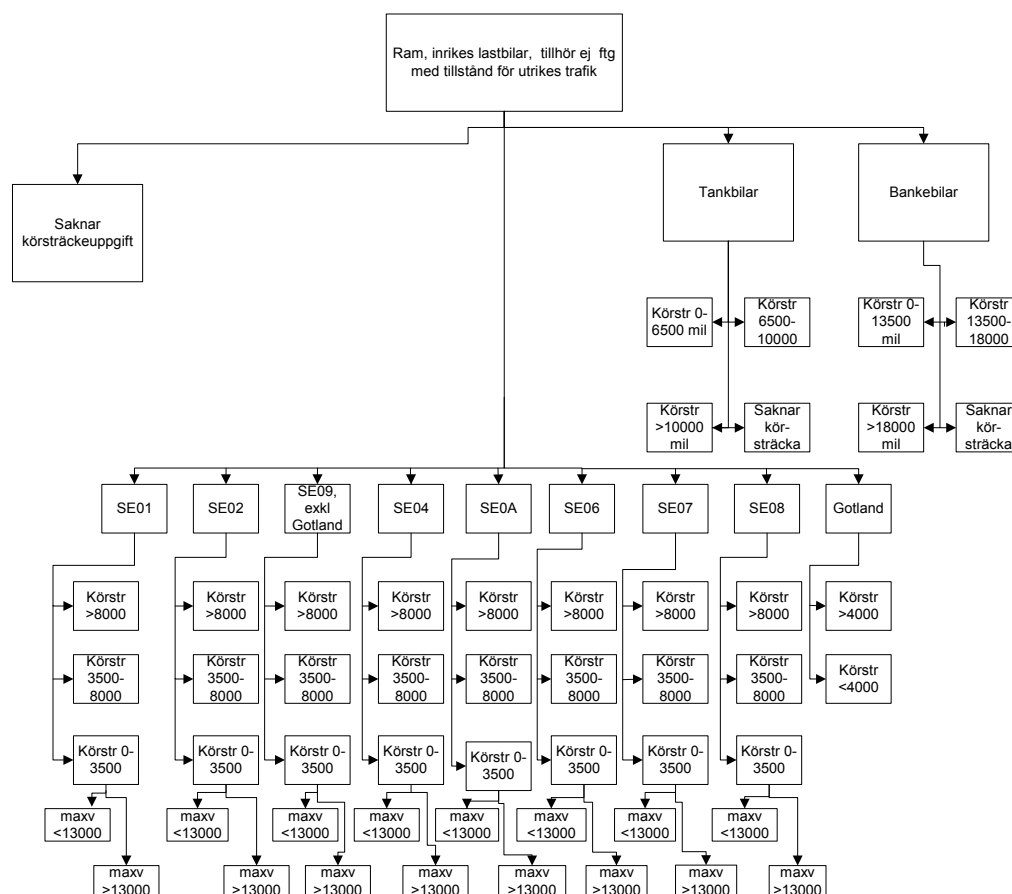 Ram, inrikes lastbilar, tillhör ej ftg
med tillstånd för utrikes trafik
Saknar
körsträckeuppgift
Tankbilar
Bankebilar
Körstr 0-
6500 mil
Körstr
6500-
10000
Körstr 0-
13500
mil
Körstr
13500-
18000
Körstr
>10000
mil
Saknar
kör-
sträcka
Körstr
>18000
mil
Saknar
kör-
sträcka
SE01
SE02
SE09,
exkl
Gotland
SE04
SE0A
SE06
SE07
SE08
Gotland
Körstr
>8000
Körstr
>8000
Körstr
>8000
Körstr
>8000
Körstr
>8000
Körstr
>8000
Körstr
>8000
Körstr
>8000
Körstr
>4000
Körstr
3500-
8000
Körstr
3500-
8000
Körstr
3500-
8000
Körstr
3500-
8000
Körstr
3500-
8000
Körstr
3500-
8000
Körstr
3500-
8000
Körstr
3500-
8000
Körstr
<4000
Körstr 0-
3500
Körstr 0-
3500
Körstr 0-
3500
Körstr 0-
3500
Körstr 0-
3500
Körstr 0-
3500
Körstr 0-
3500
Körstr 0-
3500
maxv
<13000
maxv
<13000
maxv
<13000
maxv
<13000
maxv
<13000
maxv
<13000
maxv
<13000
maxv
<13000
maxv
>13000
maxv
>13000
maxv
>13000
maxv
>13000
maxv
>13000
maxv
>13000
maxv
>13000
maxv
>13000